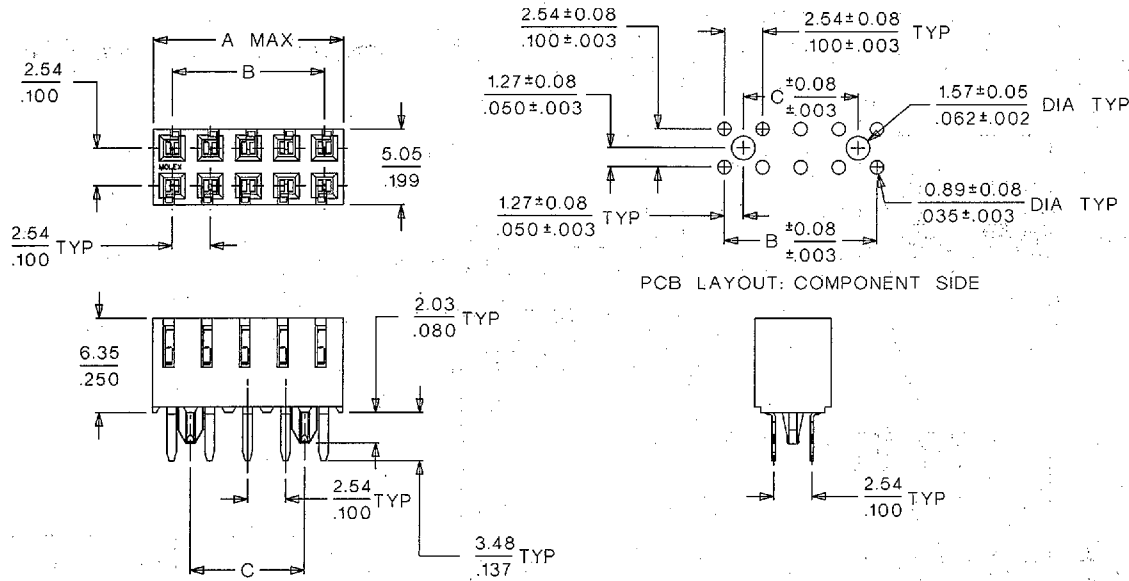 A MAX
B
2.54
.100
MOLEX
5.05
.199
2.54
.100 TYP
2.54±0.08
.100±.003
2.54±0.08
.100±.003 TYP
1.27±0.08
.050±.003
C ±0.08
±.003
1.57±0.05
.062±.002 DIA TYP
1.27±0.08
.050±.003 TYP
0.89±0.08
.035±.003 DIA TYP
B ±0.08
±.003
PCB LAYOUT: COMPONENT SIDE
6.35
.250
2.03
.080 TYP
2.54
.100 TYP
C
3.48
.137 TYP
2.54
.100 TYP